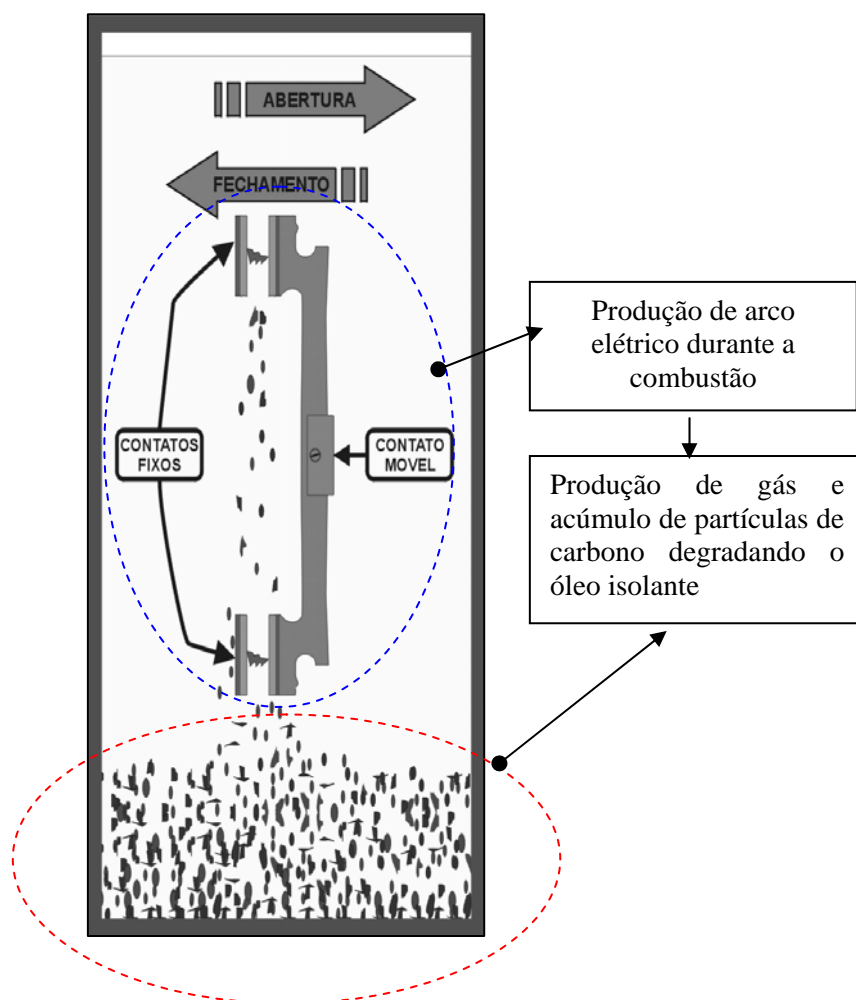 ABERTURA
FECHAMENTO
CONTATOS
FIXOS
CONTATO
MOVEL
Produção de arco
elétrico durante a
combustão
Produção de gás e
acúmulo de partículas de
carbono degradando o
óleo isolante